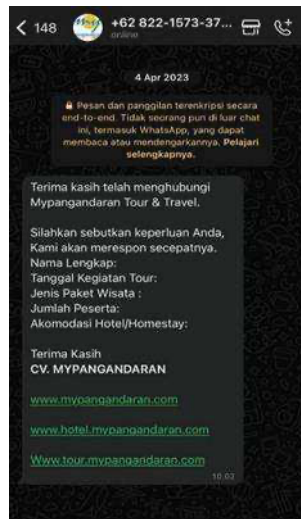 148
+62 822-1573-37...
online
4 Apr 2023
Pesan dan panggilan terenkripsi secara
end-to-end. Tidak seorang pun di luar chat
ini, termasuk WhatsApp, yang dapat
membaca atau mendengarkannya. Pelajari
selengkapnya.
Terima kasih telah menghubungi
Mypangandaran Tour & Travel.
Silahkan sebutkan keperluan Anda,
Kami akan merespon secepatnya.
Nama Lengkap:
Tanggal Kegiatan Tour:
Jenis Paket Wisata :
Jumlah Peserta:
Akomodasi Hotel/Homestay:
Terima Kasih
CV. MYPANGANDARAN
www.mypangandaran.com
www.hotel.mypangandaran.com
Www.tour.mypangandaran.com
10.02